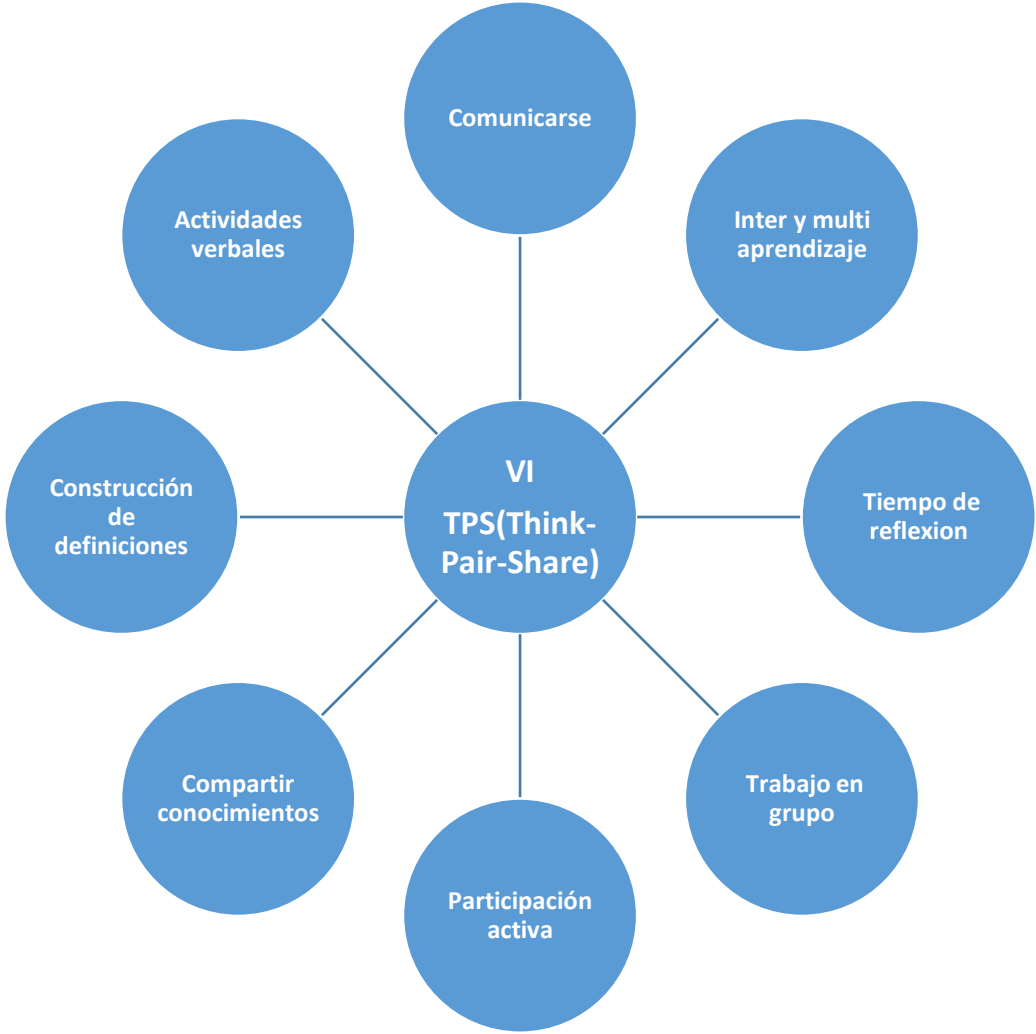 Comunicarse
Inter y multi
aprendizaje
Tiempo de
reflexion
Trabajo en
grupo
Participación
activa
Compartir
conocimientos
Construcción
de
definiciones
Actividades
verbales
VI
TPS(Think-
Pair-Share)